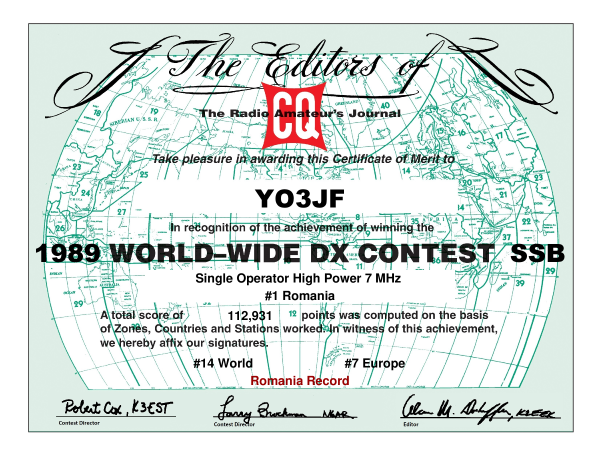 The Editors of
CQ
The Radio Amateur's Journal
Take pleasure in awarding this Certificate of Merit to
YO3JF
In recognition of the achievement of winning the
1989 WORLD-WIDE DX CONTEST SSB
Single Operator High Power 7 MHz
#1 Romania
A total score of 112,931 points was computed on the basis
of Zones, Countries and Stations worked. In witness of this achievement,
we hereby affix our signatures.
#14 World #7 Europe
Romania Record
Robert Cox, K3EST
Contest Director
Larry Brockman N6AR
Contest Director
Editor